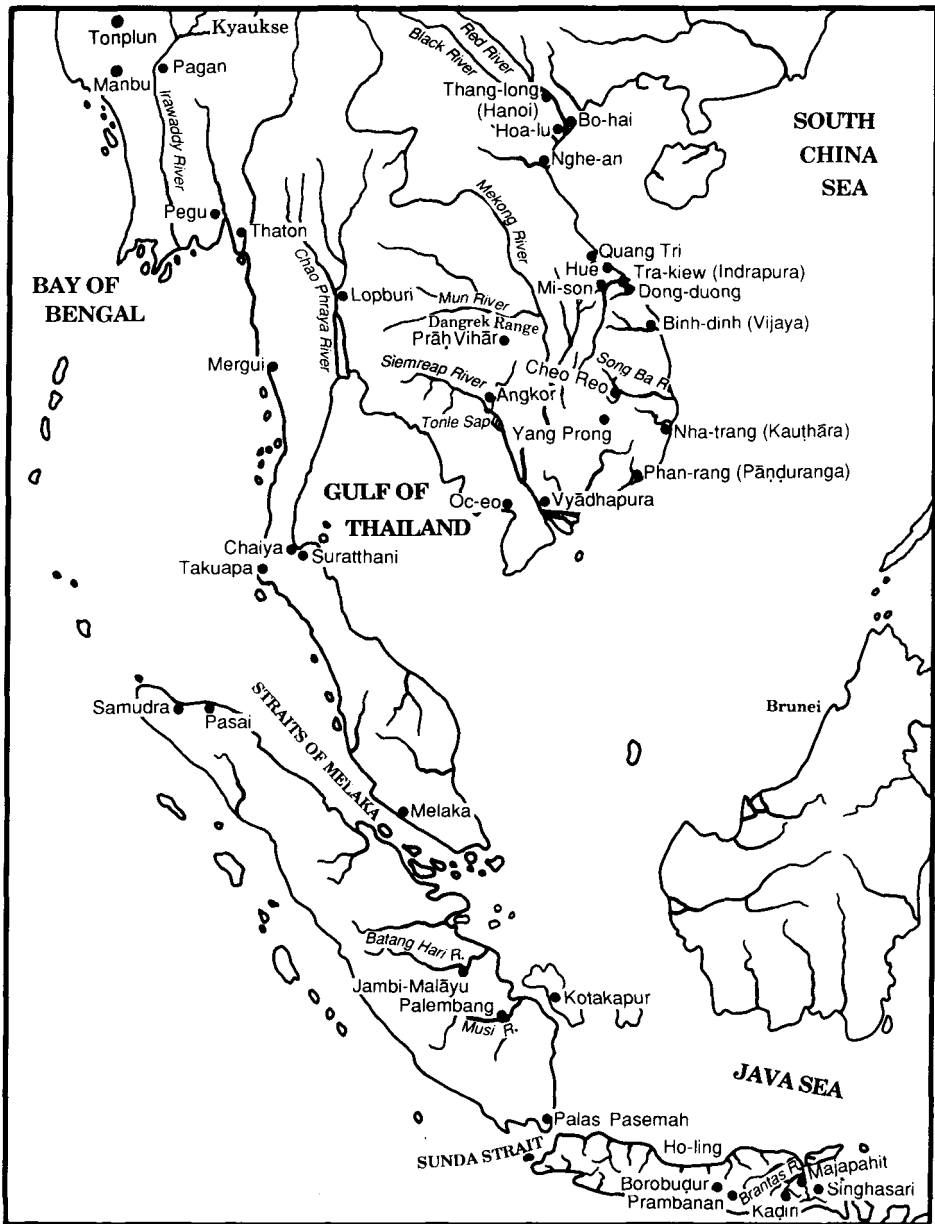 Tonplun
Kyaukse
Manbu
Pagan
Irawaddy River
Black River
Red River
Thang-long
(Hanoi)
Hoa-lu
Bo-hai
Nghe-an
SOUTH
CHINA
SEA
Pegu
Thaton
Mekong River
BAY OF
BENGAL
Chao Phraya River
Lopburi
Mun River
Dangrek Range
Prāḥ Vihār
Quang Tri
Hue
Tra-kiew (Indrapura)
Mi-son
Dong-duong
Binh-dinh (Vijaya)
Mergui
Siemreap River
Angkor
Cheo Reo
Song Ba R.
Tonle Sap
Yang Prong
Nha-trang (Kauṭhāra)
Phan-rang (Pāṇḍuranga)
GULF OF
THAILAND
Oc-eo
Vyādhapura
Chaiya
Suratthani
Takuapa
Samudra
Pasai
STRAITS OF MELAKA
Brunei
Melaka
Batang Hari R.
Jambi-Malāyu
Palembang
Musi R.
Kotakapur
JAVA SEA
Palas Pasemah
SUNDA STRAIT
Ho-ling
Borobuḍur
Prambanan
Brantas R.
Majapahit
Singhasari
Kaḍiri